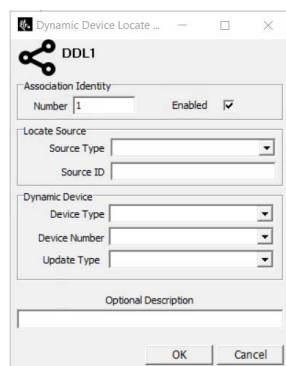 Dynamic Device Locate ...
DDL1
Association Identity
Number 1 Enabled
Locate Source
Source Type
Source ID
Dynamic Device
Device Type
Device Number
Update Type
Optional Description
OK Cancel